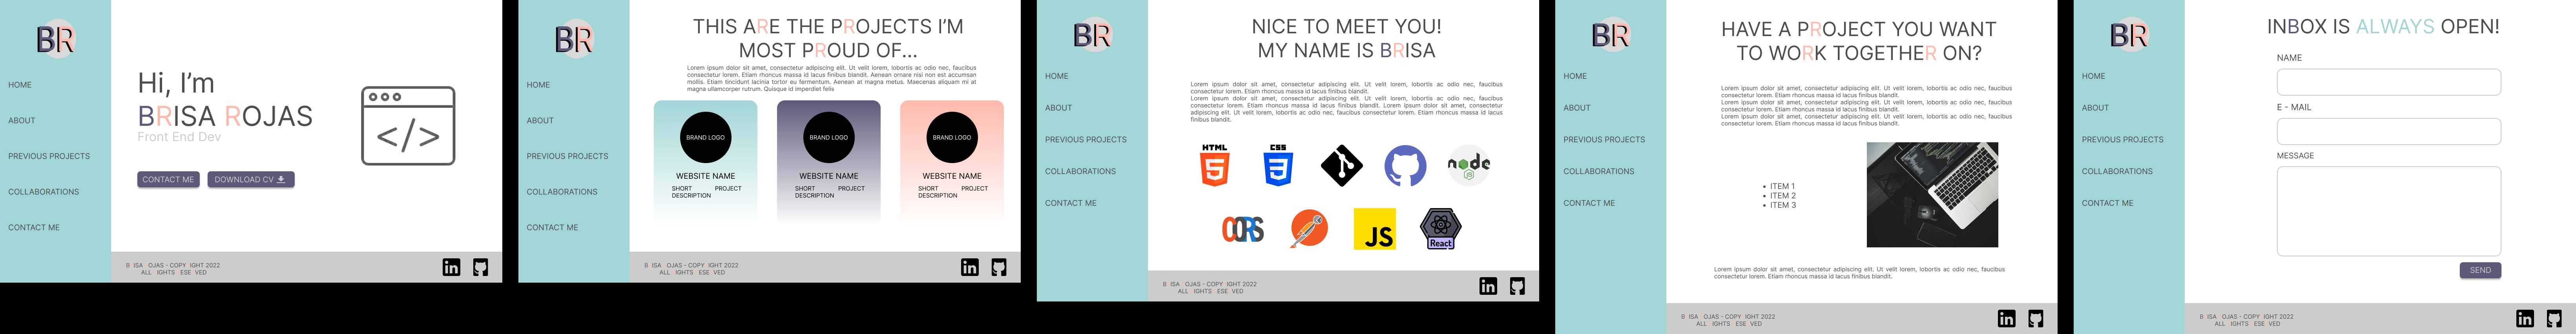 BR
HOME
ABOUT
PREVIOUS PROJECTS
COLLABORATIONS
CONTACT ME
Hi, I'm
BRISA ROJAS
Front End Dev
CONTACT ME
DOWNLOAD CV
</>
B ISA OJAS - COPY IGHT 2022
ALL IGHTS ESE VED
in
BR
HOME
ABOUT
PREVIOUS PROJECTS
COLLABORATIONS
CONTACT ME
THIS ARE THE PROJECTS I'M
MOST PROUD OF...
Lorem ipsum dolor sit amet, consectetur adipiscing elit. Ut velit lorem, lobortis ac odio nec, faucibus
consectetur lorem. Etiam rhoncus massa id lacus finibus blandit. Aenean ornare nisi non est accumsan
mollis. Etiam tincidunt lacinia tortor eu fermentum. Aenean at magna metus. Maecenas aliquam mi at
magna ullamcorper rutrum. Quisque id imperdiet felis
BRAND LOGO
WEBSITE NAME
SHORT PROJECT
DESCRIPTION
BRAND LOGO
WEBSITE NAME
SHORT PROJECT
DESCRIPTION
BRAND LOGO
WEBSITE NAME
SHORT PROJECT
DESCRIPTION
B ISA OJAS - COPY IGHT 2022
ALL IGHTS ESE VED
in
BR
HOME
ABOUT
PREVIOUS PROJECTS
COLLABORATIONS
CONTACT ME
NICE TO MEET YOU!
MY NAME IS BRISA
Lorem ipsum dolor sit amet, consectetur adipiscing elit. Ut velit lorem, lobortis ac odio nec, faucibus
consectetur lorem. Etiam rhoncus massa id lacus finibus blandit.
Lorem ipsum dolor sit amet, consectetur adipiscing elit. Ut velit lorem, lobortis ac odio nec, faucibus
consectetur lorem. Etiam rhoncus massa id lacus finibus blandit. Lorem ipsum dolor sit amet, consectetur
adipiscing elit. Ut velit lorem, lobortis ac odio nec, faucibus consectetur lorem. Etiam rhoncus massa id lacus
finibus blandit.
HTML
5
CSS
3
node
JS
CORS
JS
React
B ISA OJAS - COPY IGHT 2022
ALL IGHTS ESE VED
in
BR
HOME
ABOUT
PREVIOUS PROJECTS
COLLABORATIONS
CONTACT ME
HAVE A PROJECT YOU WANT
TO WORK TOGETHER ON?
Lorem ipsum dolor sit amet, consectetur adipiscing elit. Ut velit lorem, lobortis ac odio nec, faucibus
consectetur lorem. Etiam rhoncus massa id lacus finibus blandit.
Lorem ipsum dolor sit amet, consectetur adipiscing elit. Ut velit lorem, lobortis ac odio nec, faucibus
consectetur lorem. Etiam rhoncus massa id lacus finibus blandit.
Lorem ipsum dolor sit amet, consectetur adipiscing elit. Ut velit lorem, lobortis ac odio nec, faucibus
consectetur lorem. Etiam rhoncus massa id lacus finibus blandit.
• ITEM 1
• ITEM 2
• ITEM 3
Lorem ipsum dolor sit amet, consectetur adipiscing elit. Ut velit lorem, lobortis ac odio nec, faucibus
consectetur lorem. Etiam rhoncus massa id lacus finibus blandit.
B ISA OJAS - COPY IGHT 2022
ALL IGHTS ESE VED
in
BR
HOME
ABOUT
PREVIOUS PROJECTS
COLLABORATIONS
CONTACT ME
INBOX IS ALWAYS OPEN!
NAME
E - MAIL
MESSAGE
SEND
B ISA OJAS - COPY IGHT 2022
ALL IGHTS ESE VED
in